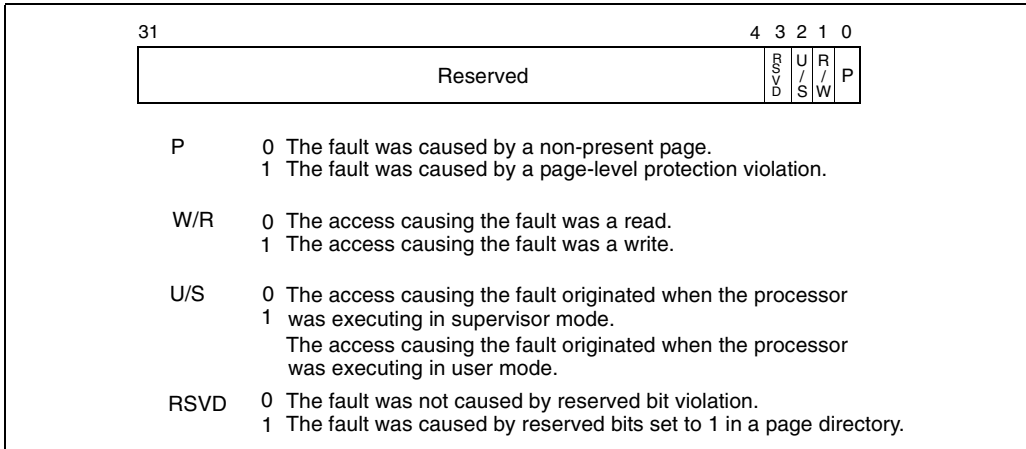 31 4 3 2 1 0
Reserved RSVD U/S R/W P
P 0 The fault was caused by a non-present page.
1 The fault was caused by a page-level protection violation.
W/R 0 The access causing the fault was a read.
1 The access causing the fault was a write.
U/S 0 The access causing the fault originated when the processor
1 was executing in supervisor mode.
The access causing the fault originated when the processor
was executing in user mode.
RSVD 0 The fault was not caused by reserved bit violation.
1 The fault was caused by reserved bits set to 1 in a page directory.